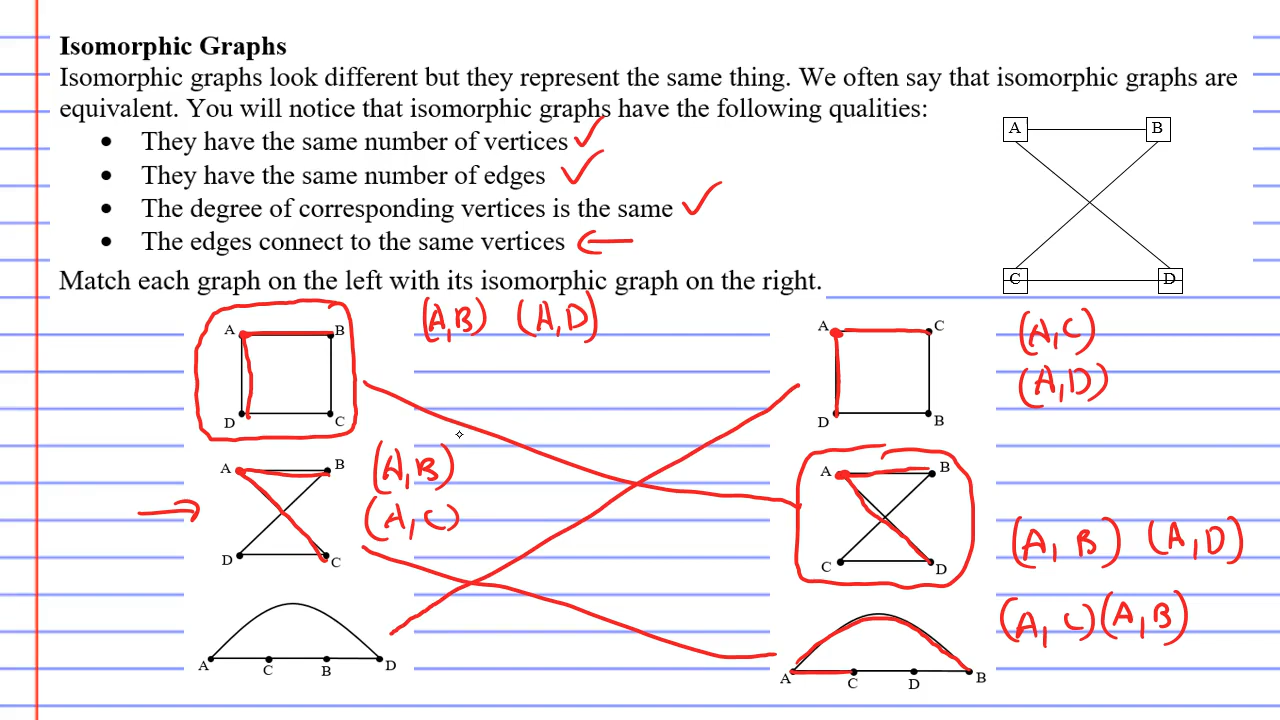 Isomorphic Graphs
Isomorphic graphs look different but they represent the same thing. We often say that isomorphic graphs are
equivalent. You will notice that isomorphic graphs have the following qualities:
• They have the same number of vertices
• They have the same number of edges
• The degree of corresponding vertices is the same
• The edges connect to the same vertices
A B
C D
Match each graph on the left with its isomorphic graph on the right.
A B
D C
(A,B) (A,D)
A C
D B
(A,C)
(A,D)
A B
D C
(A,B)
(A,C)
A B
C D
(A, B) (A,D)
A C B D
A C D B
(A, C)(A,B)